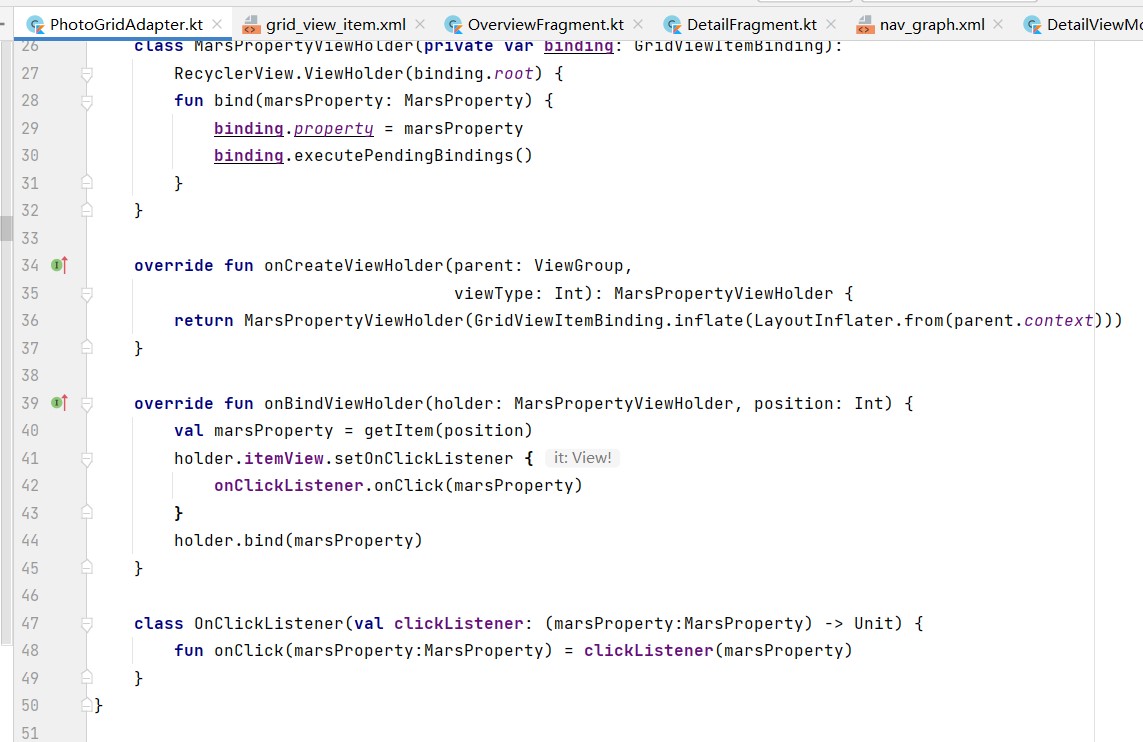 PhotoGridAdapter.kt grid_view_item.xml OverviewFragment.kt DetailFragment.kt nav_graph.xml DetailViewMo
26 class MarsPropertyViewHolder(private var binding: GridViewItemBinding):
27 RecyclerView.ViewHolder(binding.root) {
28 fun bind(marsProperty: MarsProperty) {
29 binding.property = marsProperty
30 binding.executePendingBindings()
31 }
32 }
33
34 override fun onCreateViewHolder(parent: ViewGroup,
35 viewType: Int): MarsPropertyViewHolder {
36 return MarsPropertyViewHolder(GridViewItemBinding.inflate(LayoutInflater.from(parent.context)))
37 }
38
39 override fun onBindViewHolder(holder: MarsPropertyViewHolder, position: Int) {
40 val marsProperty = getItem(position)
41 holder.itemView.setOnClickListener { it: View!
42 onClickListener.onClick(marsProperty)
43 }
44 holder.bind(marsProperty)
45 }
46
47 class OnClickListener(val clickListener: (marsProperty:MarsProperty) -> Unit) {
48 fun onClick(marsProperty:MarsProperty) = clickListener(marsProperty)
49 }
50 }
51